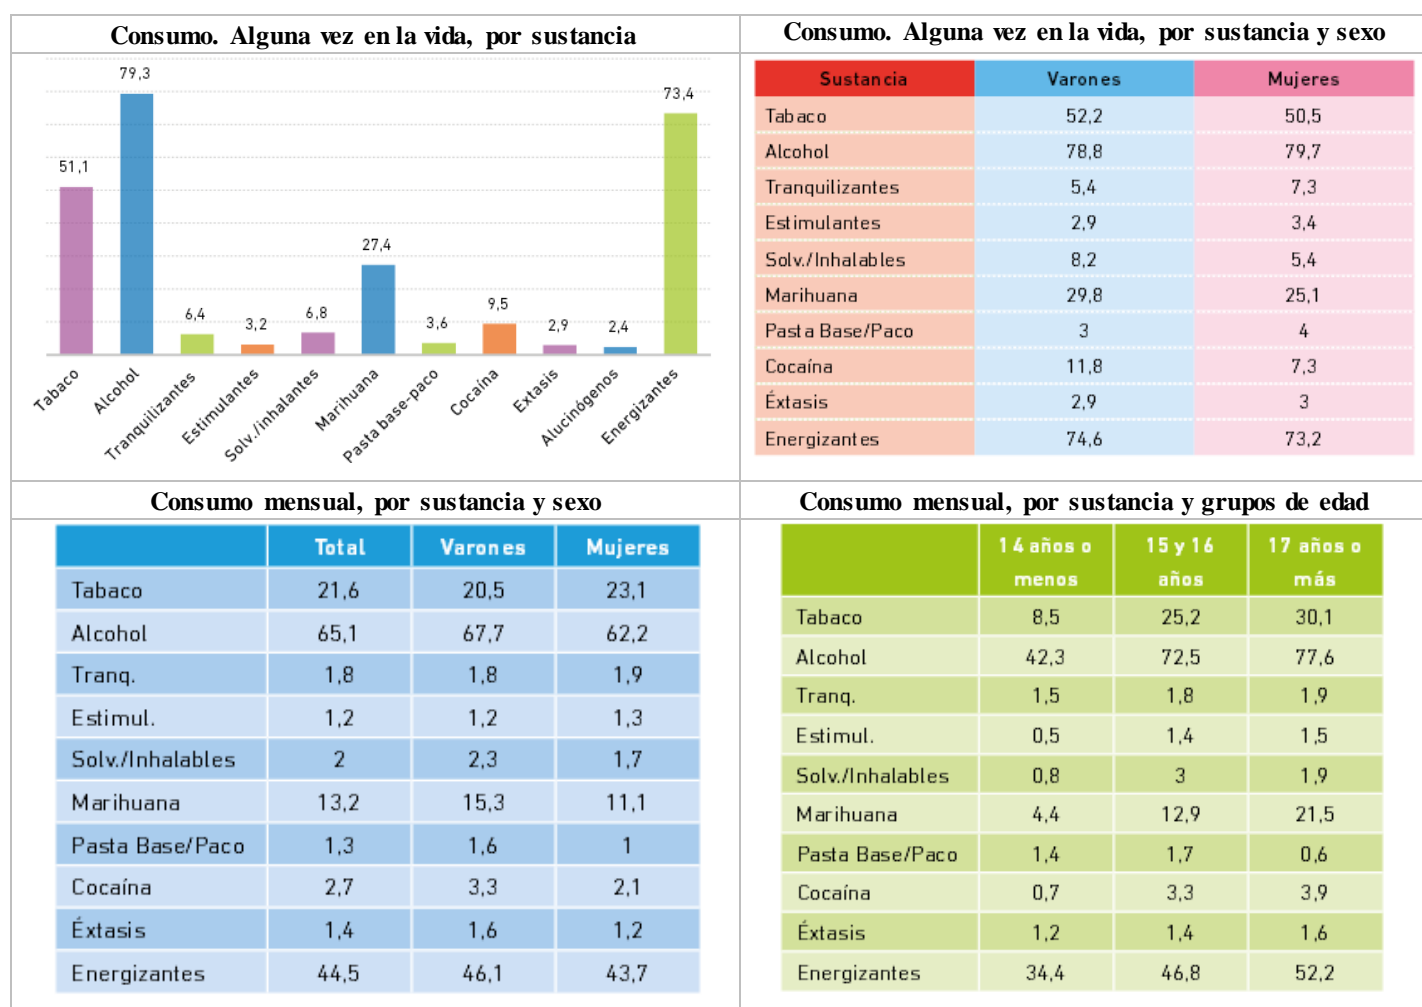 Consumo. Alguna vez en la vida, por sustancia
79,3
73,4
51,1
27,4
6,4
3,2
6,8
3,6
9,5
2,9
2,4
Tabaco
Alcohol
Tranquilizantes
Estimulantes
Solv./inhalantes
Marihuana
Pasta base-paco
Cocaína
Extasis
Alucinógenos
Energizantes
Consumo. Alguna vez en la vida, por sustancia y sexo
Sustancia Varones Mujeres
Tabaco 52,2 50,5
Alcohol 78,8 79,7
Tranquilizantes 5,4 7,3
Estimulantes 2,9 3,4
Solv./Inhalables 8,2 5,4
Marihuana 29,8 25,1
Pasta Base/Paco 3 4
Cocaína 11,8 7,3
Éxtasis 2,9 3
Energizantes 74,6 73,2
Consumo mensual, por sustancia y sexo
Total Varones Mujeres
Tabaco 21,6 20,5 23,1
Alcohol 65,1 67,7 62,2
Tranq. 1,8 1,8 1,9
Estimul. 1,2 1,2 1,3
Solv./Inhalables 2 2,3 1,7
Marihuana 13,2 15,3 11,1
Pasta Base/Paco 1,3 1,6 1
Cocaína 2,7 3,3 2,1
Éxtasis 1,4 1,6 1,2
Energizantes 44,5 46,1 43,7
Consumo mensual, por sustancia y grupos de edad
14 años o 15 y 16 17 años o
menos años más
Tabaco 8,5 25,2 30,1
Alcohol 42,3 72,5 77,6
Tranq. 1,5 1,8 1,9
Estimul. 0,5 1,4 1,5
Solv./Inhalables 0,8 3 1,9
Marihuana 4,4 12,9 21,5
Pasta Base/Paco 1,4 1,7 0,6
Cocaína 0,7 3,3 3,9
Éxtasis 1,2 1,4 1,6
Energizantes 34,4 46,8 52,2